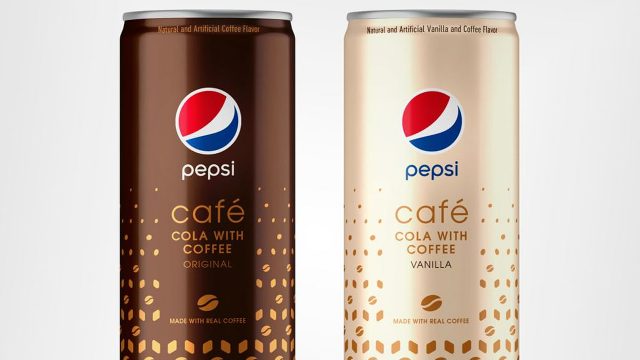 Natural and Artificial Coffee Flavor
pepsi
café
COLA WITH
COFFEE
ORIGINAL
MADE WITH REAL COFFEE
Natural and Artificial Vanilla and Coffee Flavor
pepsi
café
COLA WITH
COFFEE
VANILLA
MADE WITH REAL COFFEE